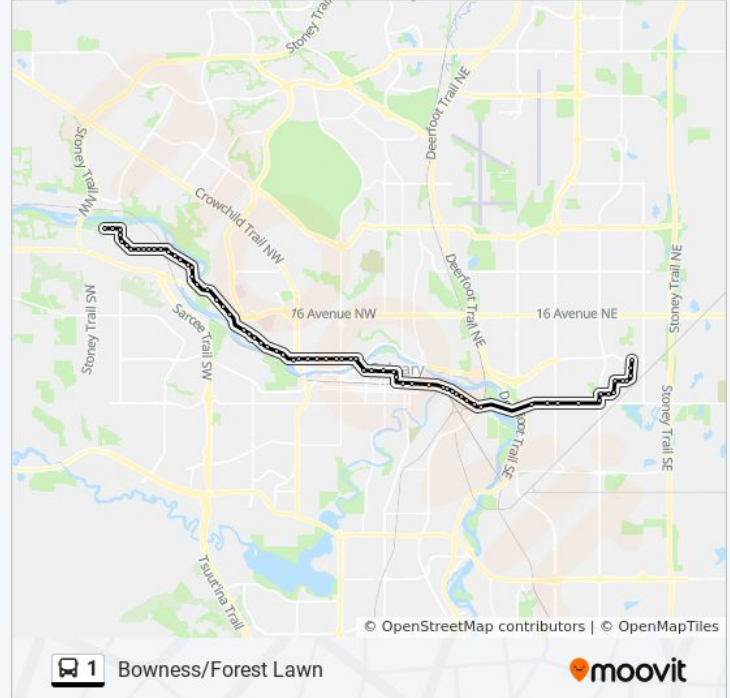 Stoney Trail
Deerfoot Trail NE
Stoney Trail NW
Crowchild Trail NW
Deerfoot Trail NE
Stoney Trail NE
Stoney Trail SW
Sarcee Trail SW
16 Avenue NW
16 Avenue NE
Calgary
Deerfoot Trail SE
Stoney Trail SE
Tsuut'ina Trail
© OpenStreetMap contributors | © OpenMapTiles
1 Bowness/Forest Lawn
moovit